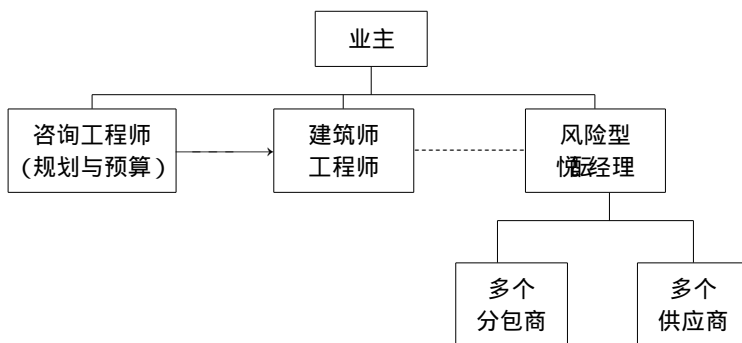 业主
咨询工程师
(规划与预算)
建筑师
工程师
风险型
经理
多个
分包商
多个
供应商